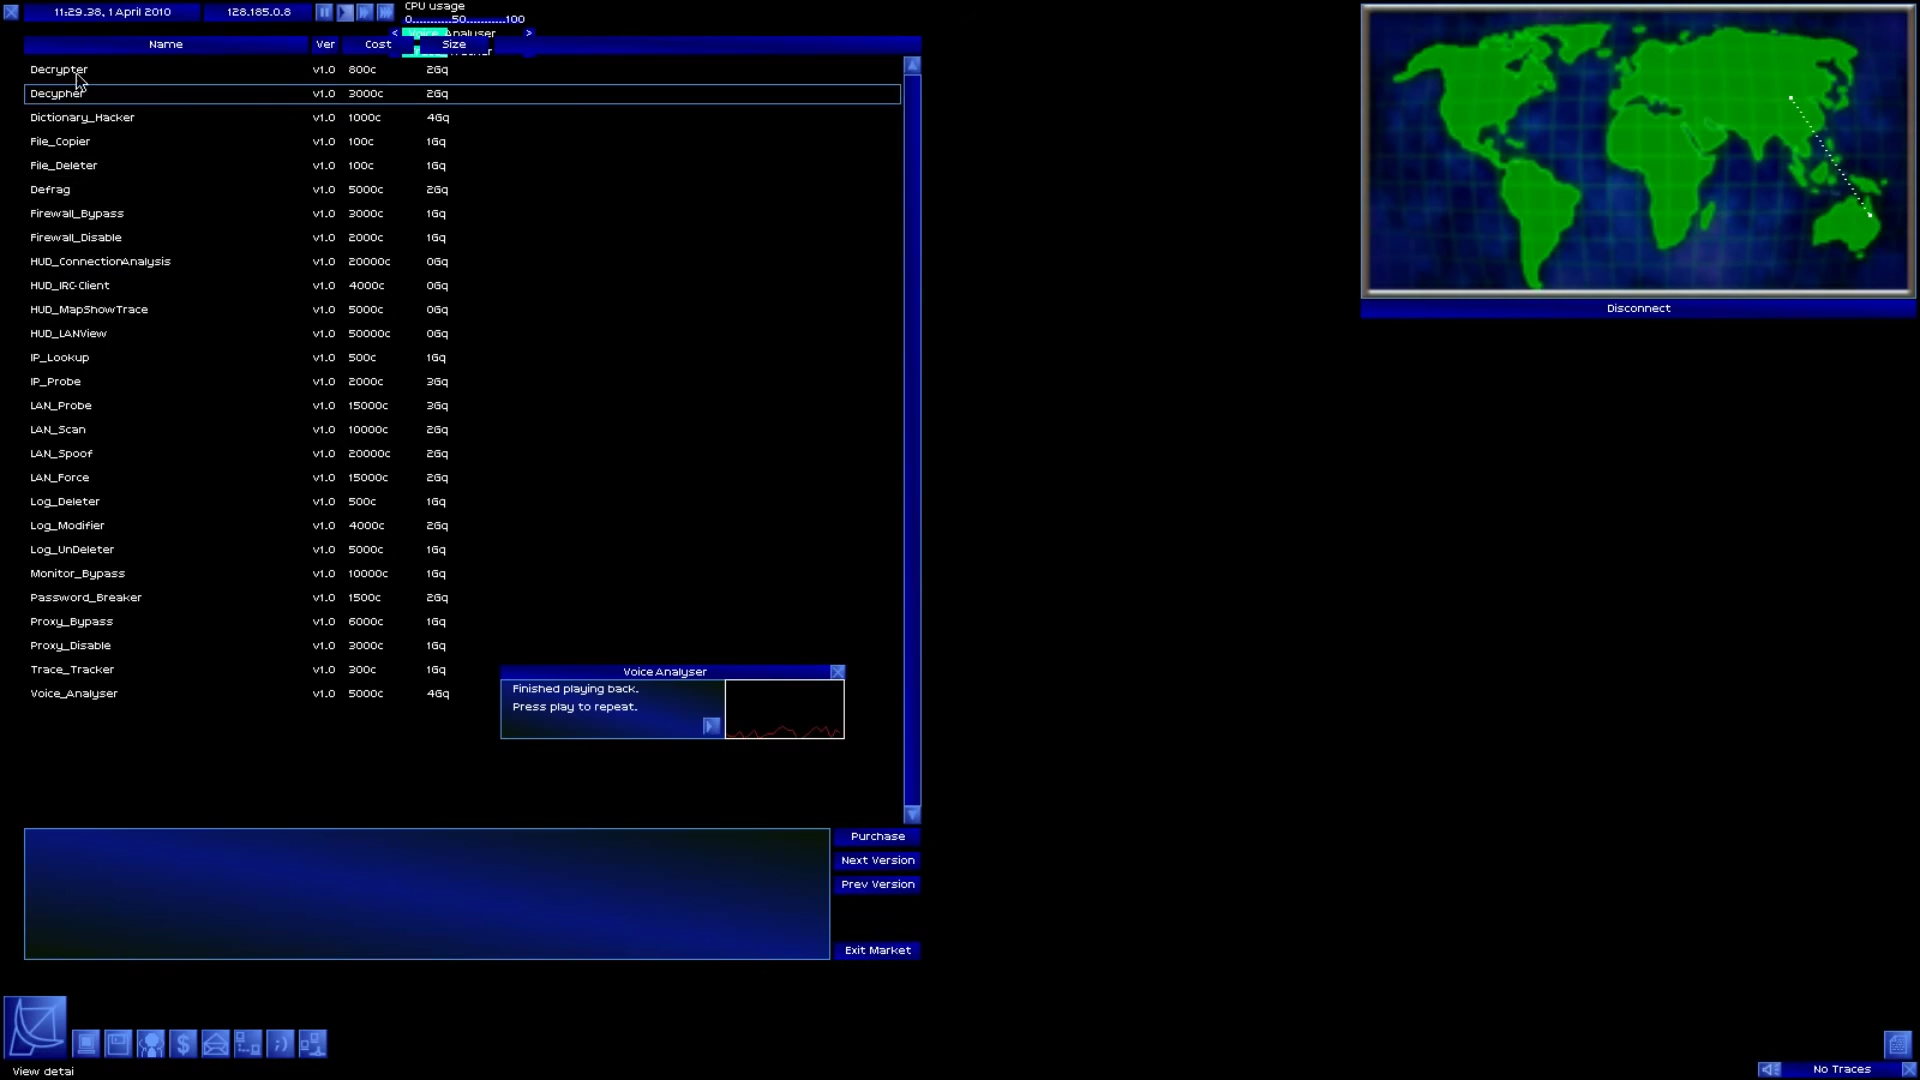 11:29.38, 1 April 2010 128.185.0.8 CPU usage
0............50............100
< Voice Analyser >
Name Ver Cost Size
Decrypter v1.0 800c 2Gq
Decypher v1.0 3000c 2Gq
Dictionary_Hacker v1.0 1000c 4Gq
File_Copier v1.0 100c 1Gq
File_Deleter v1.0 100c 1Gq
Defrag v1.0 5000c 2Gq
Firewall_Bypass v1.0 3000c 1Gq
Firewall_Disable v1.0 2000c 1Gq
HUD_ConnectionAnalysis v1.0 20000c 0Gq
HUD_IRC-Client v1.0 4000c 0Gq
HUD_MapShowTrace v1.0 5000c 0Gq
HUD_LANView v1.0 50000c 0Gq
IP_Lookup v1.0 500c 1Gq
IP_Probe v1.0 2000c 3Gq
LAN_Probe v1.0 15000c 3Gq
LAN_Scan v1.0 10000c 2Gq
LAN_Spoof v1.0 20000c 2Gq
LAN_Force v1.0 15000c 2Gq
Log_Deleter v1.0 500c 1Gq
Log_Modifier v1.0 4000c 2Gq
Log_UnDeleter v1.0 5000c 1Gq
Monitor_Bypass v1.0 10000c 1Gq
Password_Breaker v1.0 1500c 2Gq
Proxy_Bypass v1.0 6000c 1Gq
Proxy_Disable v1.0 3000c 1Gq
Trace_Tracker v1.0 300c 1Gq
Voice_Analyser v1.0 5000c 4Gq
Voice Analyser
Finished playing back.
Press play to repeat.
Purchase
Next Version
Prev Version
Exit Market
Disconnect
View detai
No Traces